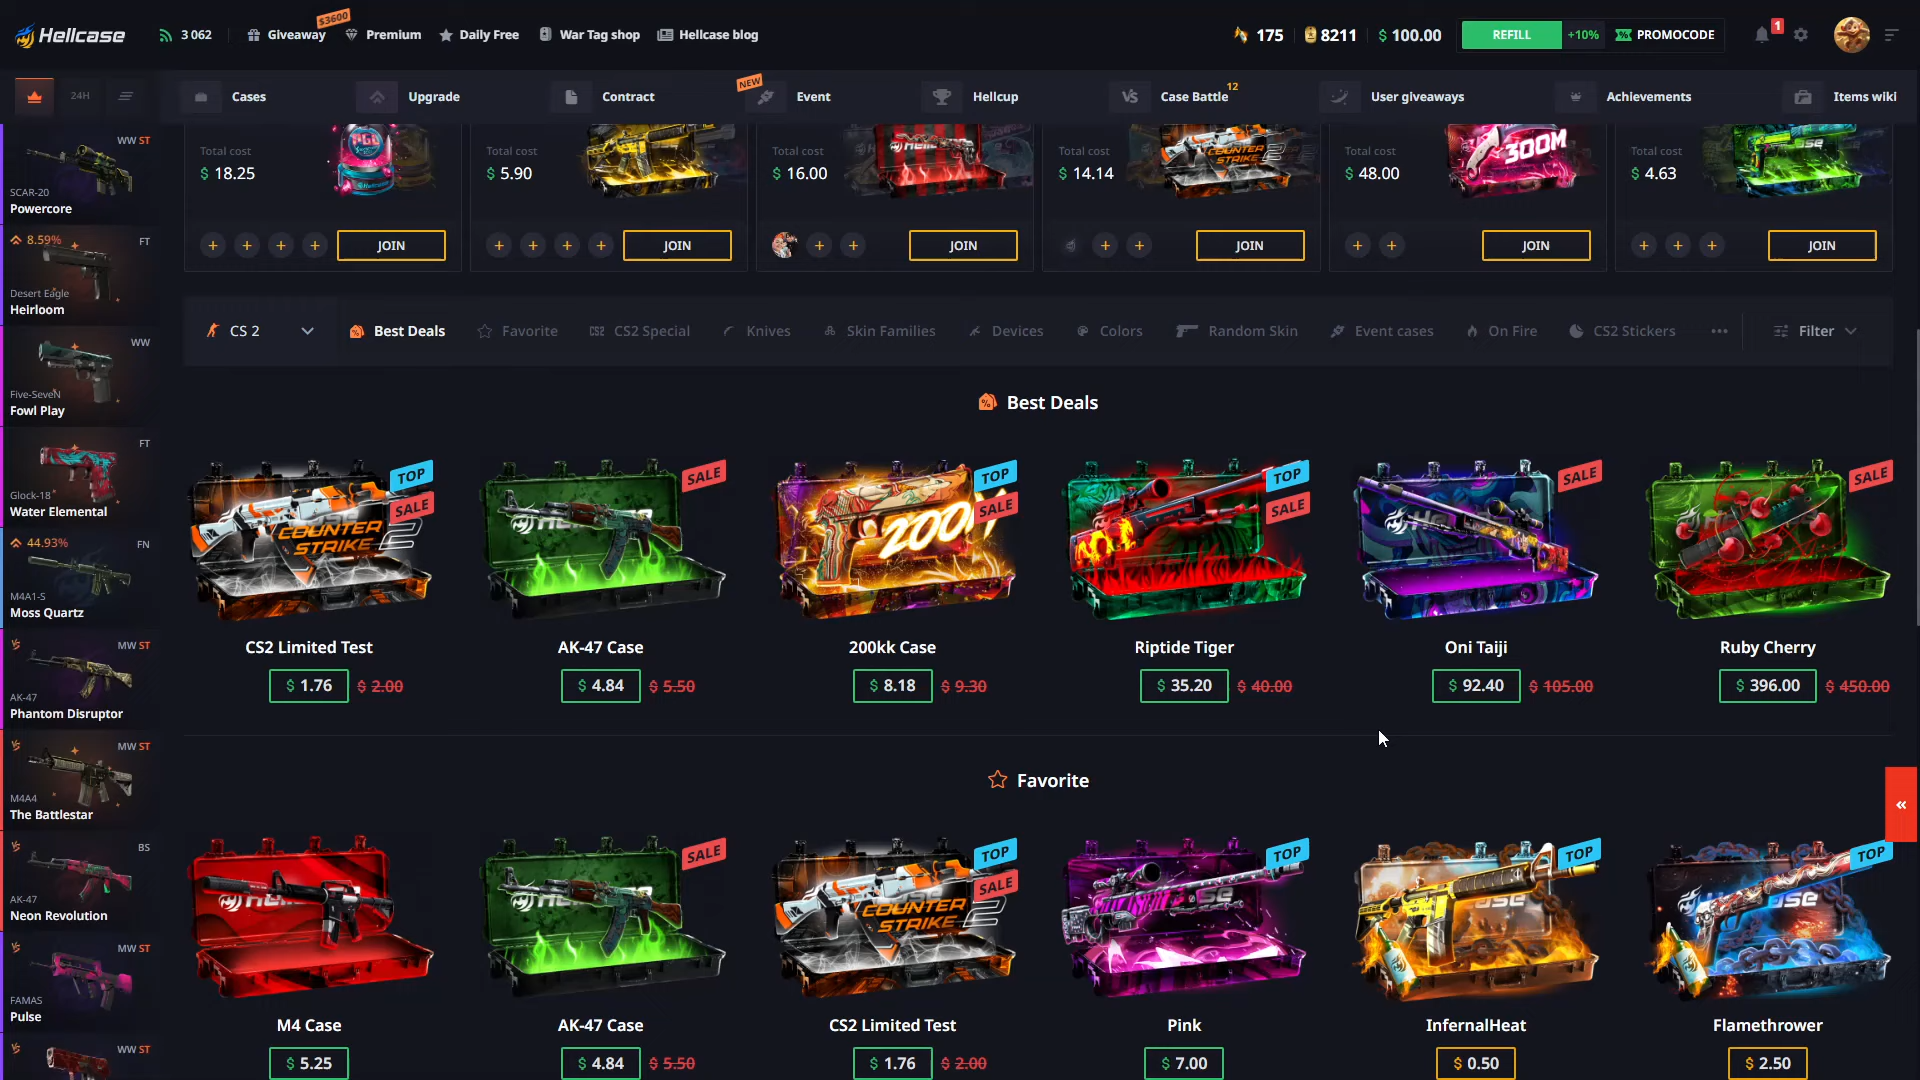 Hellcase
3 062
Giveaway
$3600
Premium
Daily Free
War Tag shop
Hellcase blog
175
8211
$ 100.00
REFILL
+10%
PROMOCODE
1
24H
Cases
Upgrade
Contract
NEW
Event
Hellcup
VS
Case Battle
12
User giveaways
Achievements
Items wiki
Total cost
$ 18.25
JOIN
Total cost
$ 5.90
JOIN
Total cost
$ 16.00
JOIN
Total cost
$ 14.14
COUNTER
STRIKE 2
JOIN
Total cost
$ 48.00
300M
JOIN
Total cost
$ 4.63
JOIN
WW ST
SCAR-20
Powercore
8.59%
FT
Desert Eagle
Heirloom
WW
Five-SeveN
Fowl Play
FT
Glock-18
Water Elemental
44.93%
FN
M4A1-S
Moss Quartz
MW ST
AK-47
Phantom Disruptor
MW ST
M4A4
The Battlestar
BS
AK-47
Neon Revolution
MW ST
FAMAS
Pulse
WW ST
CS 2
Best Deals
Favorite
CS2 Special
Knives
Skin Families
Devices
Colors
Random Skin
Event cases
On Fire
CS2 Stickers
Filter
Best Deals
TOP
SALE
COUNTER
STRIKE 2
CS2 Limited Test
$ 1.76 $ 2.00
SALE
AK-47 Case
$ 4.84 $ 5.50
TOP
SALE
200M
200kk Case
$ 8.18 $ 9.30
TOP
SALE
Riptide Tiger
$ 35.20 $ 40.00
SALE
Oni Taiji
$ 92.40 $ 105.00
SALE
Ruby Cherry
$ 396.00 $ 450.00
Favorite
M4 Case
$ 5.25
SALE
AK-47 Case
$ 4.84 $ 5.50
TOP
SALE
COUNTER
STRIKE 2
CS2 Limited Test
$ 1.76 $ 2.00
TOP
Pink
$ 7.00
TOP
InfernalHeat
$ 0.50
TOP
Flamethrower
$ 2.50